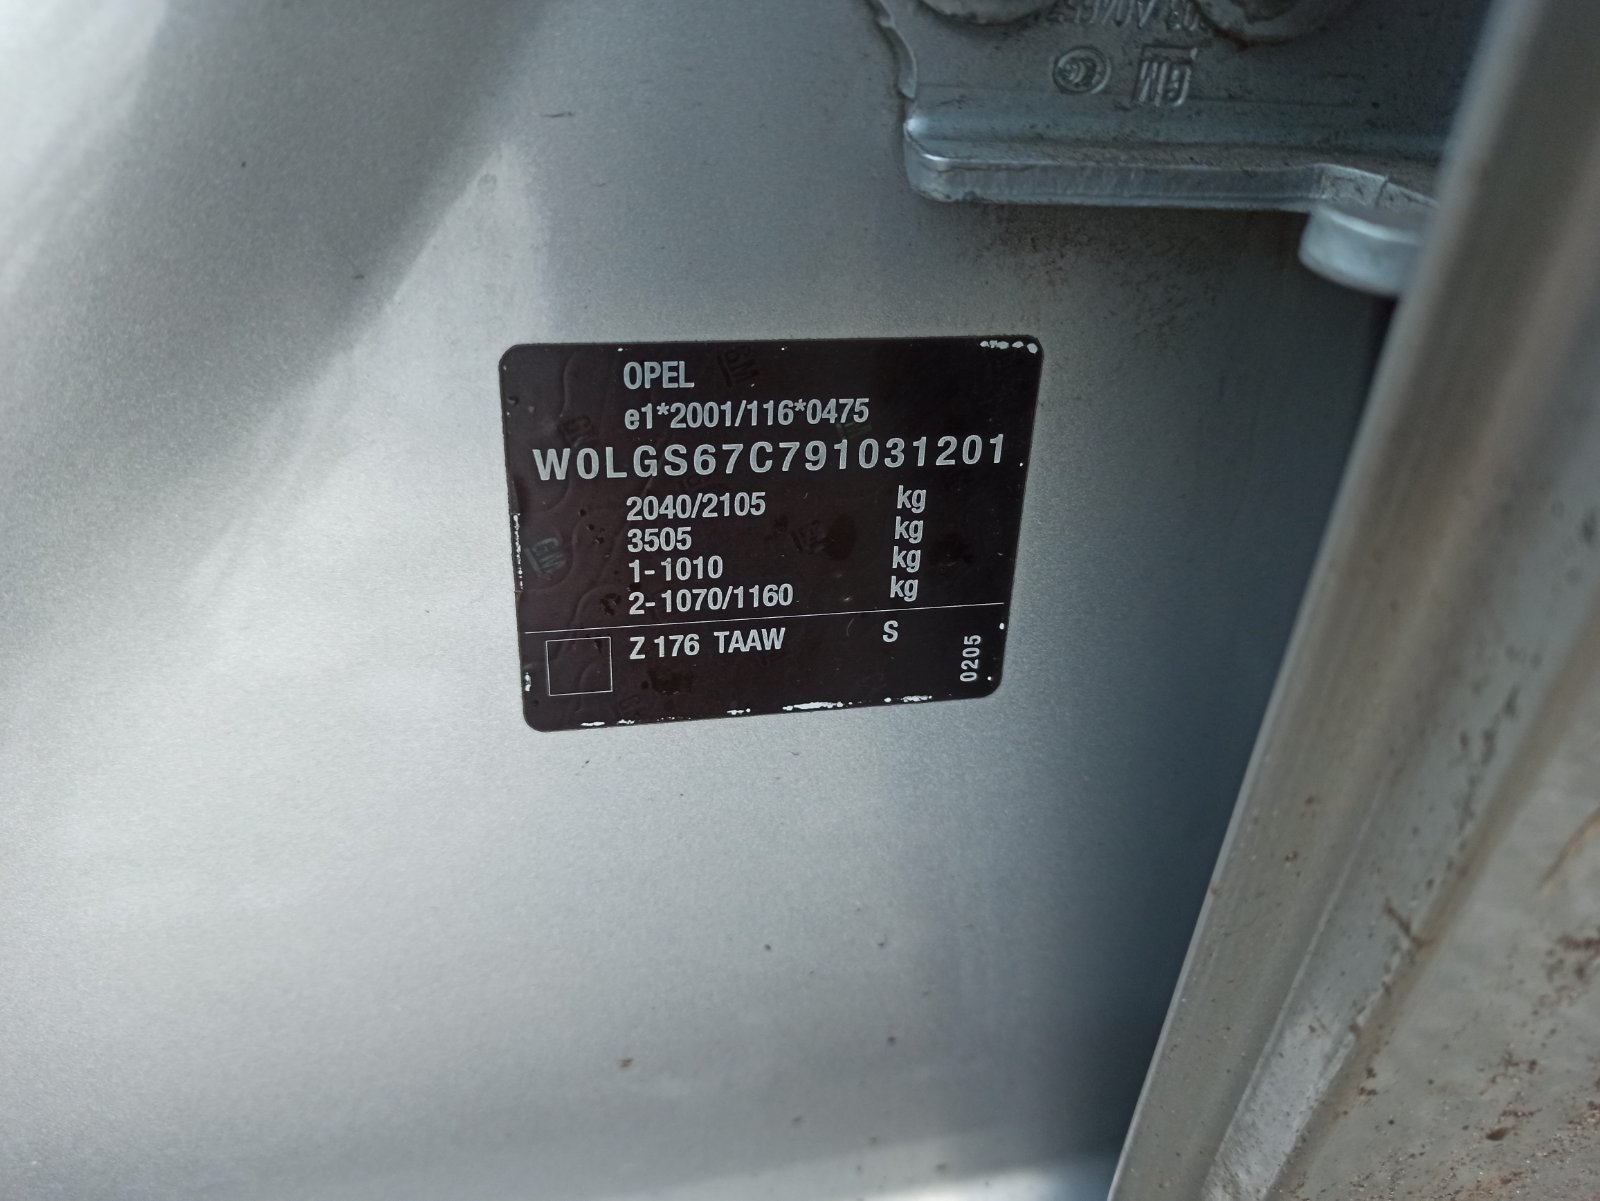 GM
OPEL
e1*2001/116*0475
W0LGS67C791031201
2040/2105 kg
3505 kg
1-1010 kg
2-1070/1160 kg
Z 176 TAAW S
0205